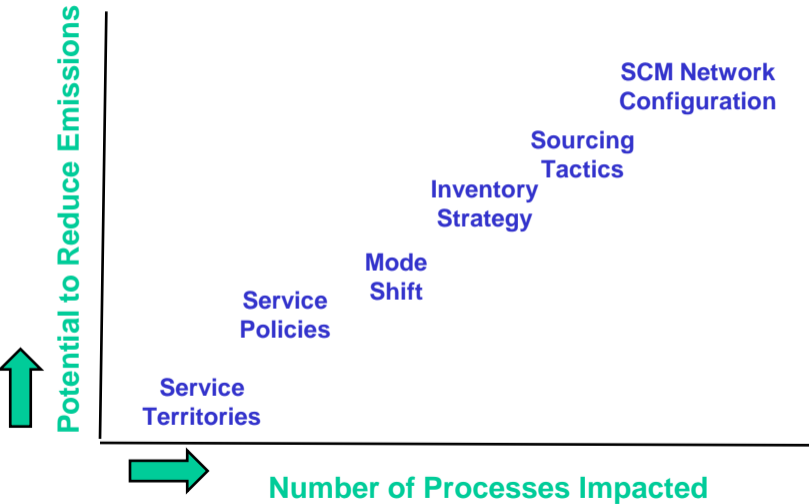 Potential to Reduce Emissions
SCM Network
Configuration
Sourcing
Tactics
Inventory
Strategy
Mode
Shift
Service
Policies
Service
Territories
Number of Processes Impacted